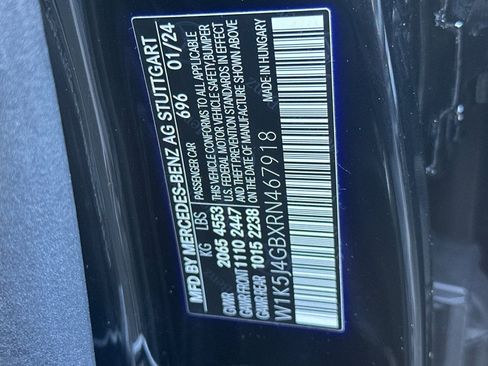 MFD BY MERCEDES-BENZ AG STUTTGART
696 01/24
KG LBS PASSENGER CAR
GVWR 2065 4553 THIS VEHICLE CONFORMS TO ALL APPLICABLE
GAWR FRONT 1110 2447 U.S. FEDERAL MOTOR VEHICLE SAFETY, BUMPER
GAWR REAR 1015 2238 AND THEFT PREVENTION STANDARDS IN EFFECT
ON THE DATE OF MANUFACTURE SHOWN ABOVE
W1K5J4GBXRN467918 MADE IN HUNGARY